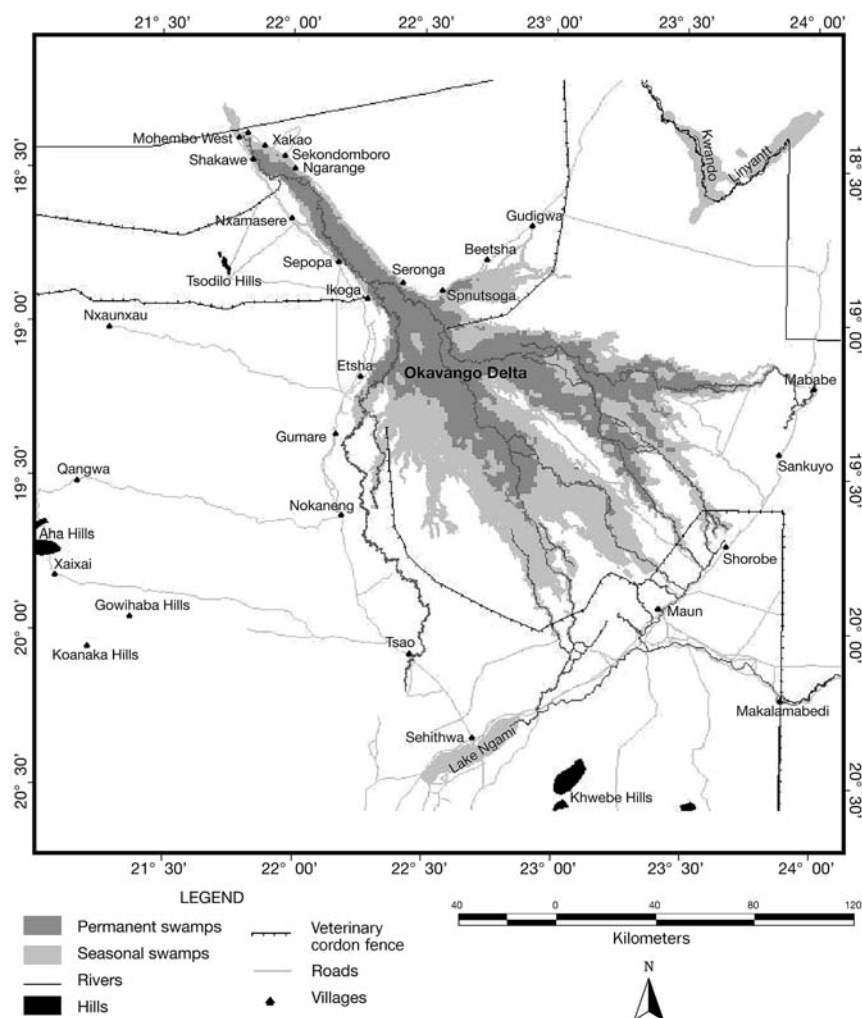 21° 30'
22° 00'
22° 30'
23° 00'
23° 30'
24° 00'
18° 30'
19° 00'
19° 30'
20° 00'
20° 30'
18° 30'
19° 00'
19° 30'
20° 00'
20° 30'
Mohembo West
Xakao
Shakawe
Sekondomboro
Ngarange
Kwando
Linyantt
Nxamasere
Gudigwa
Tsodilo Hills
Sepopa
Beetsha
Seronga
Ikoga
Spnutsoga
Nxaunxau
Etsha
Okavango Delta
Mababe
Gumare
Sankuyo
Qangwa
Nokaneng
Aha Hills
Shorobe
Xaixai
Gowihaba Hills
Maun
Koanaka Hills
Tsao
Makalamabedi
Sehithwa
Lake Ngami
Khwebe Hills
21° 30'
22° 00'
22° 30'
23° 00'
23° 30'
24° 00'
LEGEND
Permanent swamps
Seasonal swamps
Rivers
Hills
Veterinary
cordon fence
Roads
Villages
40
0
40
80
120
Kilometers
N